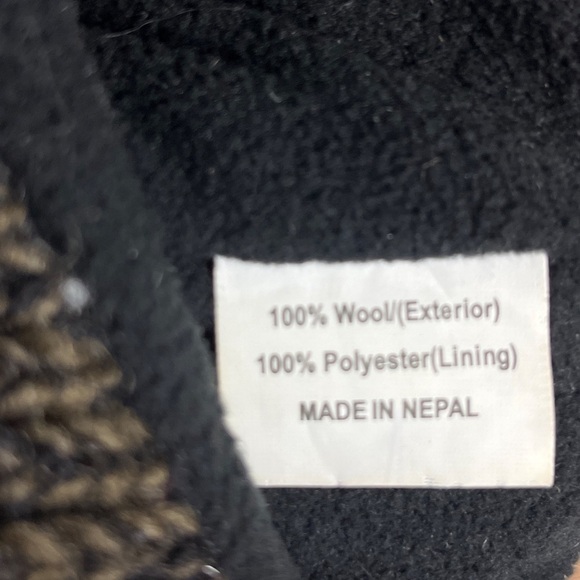 100% Wool/(Exterior)
100% Polyester(Lining)
MADE IN NEPAL